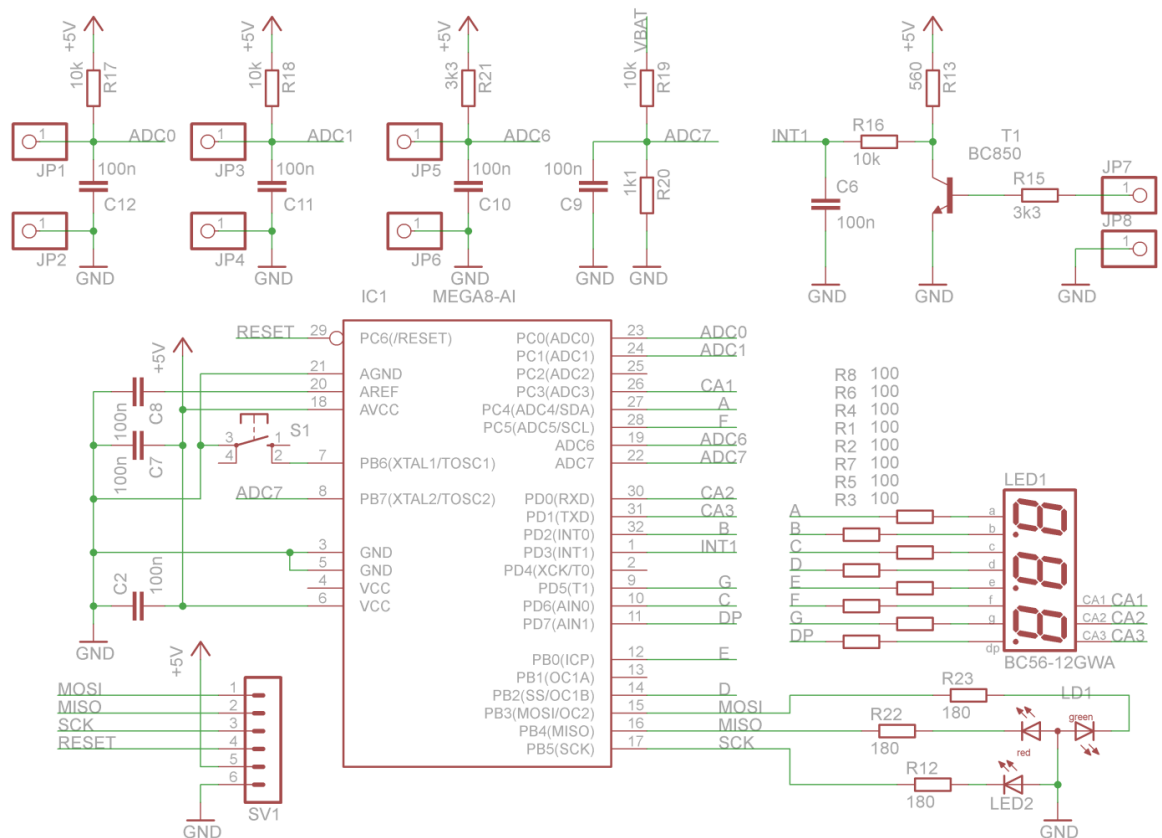 +5V
10k
R17
JP1
1
ADC0
100n
C12
JP2
1
GND
+5V
10k
R18
JP3
1
ADC1
100n
C11
JP4
1
GND
+5V
3k3
R21
JP5
1
ADC6
100n
C10
JP6
1
GND
VBAT
10k
R19
ADC7
100n
C9
1k1
R20
GND
+5V
560
R13
INT1
R16
10k
T1
BC850
C6
100n
R15
3k3
JP7
1
JP8
1
GND
GND
GND
IC1 MEGA8-AI
RESET 29 PC6(/RESET)
21 AGND
20 AREF
18 AVCC
7 PB6(XTAL1/TOSC1)
ADC7 8 PB7(XTAL2/TOSC2)
3 GND
5 GND
4 VCC
6 VCC
PC0(ADC0) 23 ADC0
PC1(ADC1) 24 ADC1
PC2(ADC2) 25
PC3(ADC3) 26 CA1
PC4(ADC4/SDA) 27 A
PC5(ADC5/SCL) 28 F
ADC6 19 ADC6
ADC7 22 ADC7
PD0(RXD) 30 CA2
PD1(TXD) 31 CA3
PD2(INT0) 32 B
PD3(INT1) 1 INT1
PD4(XCK/T0) 2
PD5(T1) 9 G
PD6(AIN0) 10 C
PD7(AIN1) 11 DP
PB0(ICP) 12 E
PB1(OC1A) 13
PB2(SS/OC1B) 14 D
PB3(MOSI/OC2) 15 MOSI
PB4(MISO) 16 MISO
PB5(SCK) 17 SCK
+5V
100n
C8
100n
C7
S1
3 1
4 2
C2
100n
GND
+5V
MOSI 1
MISO 2
SCK 3
RESET 4
5
6
SV1
GND
R8 100
R6 100
R4 100
R1 100
R2 100
R7 100
R5 100
R3 100
LED1
A a
B b
C c
D d
E e
F f
G g
DP dp
CA1 CA1
CA2 CA2
CA3 CA3
BC56-12GWA
R23
180
LD1
green
R22
180
red
R12
180
LED2
GND